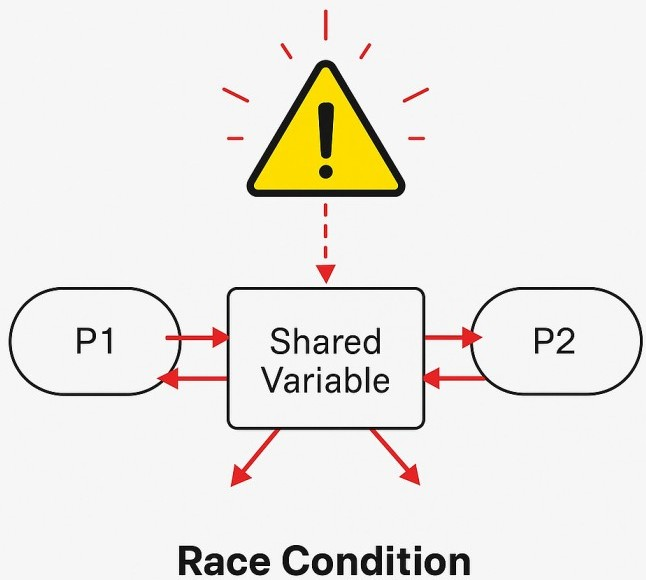 P1
Shared
Variable
P2
Race Condition